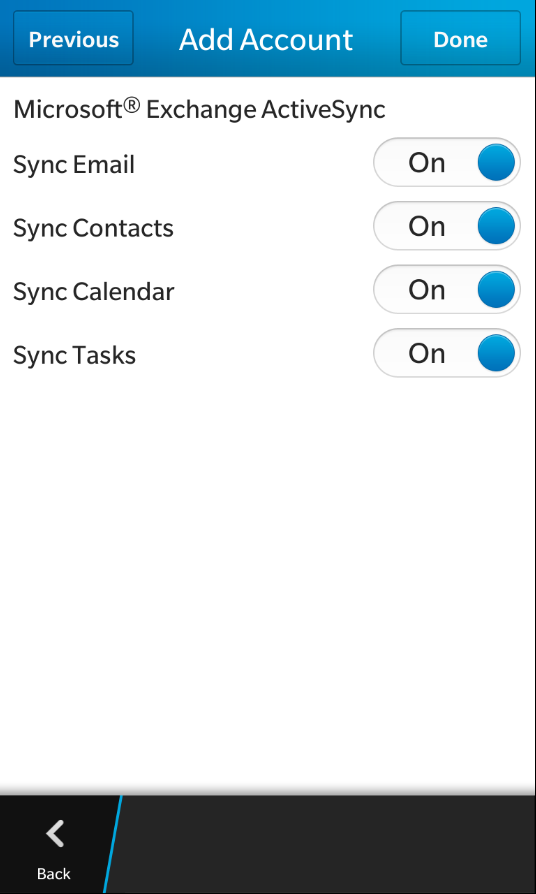 Previous Add Account Done
Microsoft® Exchange ActiveSync
Sync Email On
Sync Contacts On
Sync Calendar On
Sync Tasks On
Back